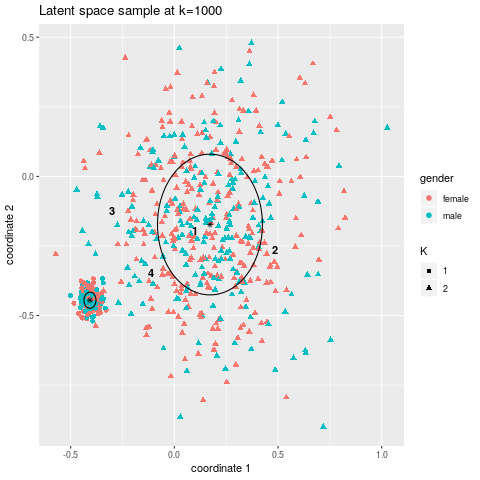 Latent space sample at k=1000
0.5
0.0
-0.5
coordinate 2
3
1
2
4
-0.5
0.0
0.5
1.0
coordinate 1
gender
female
male
K
1
2